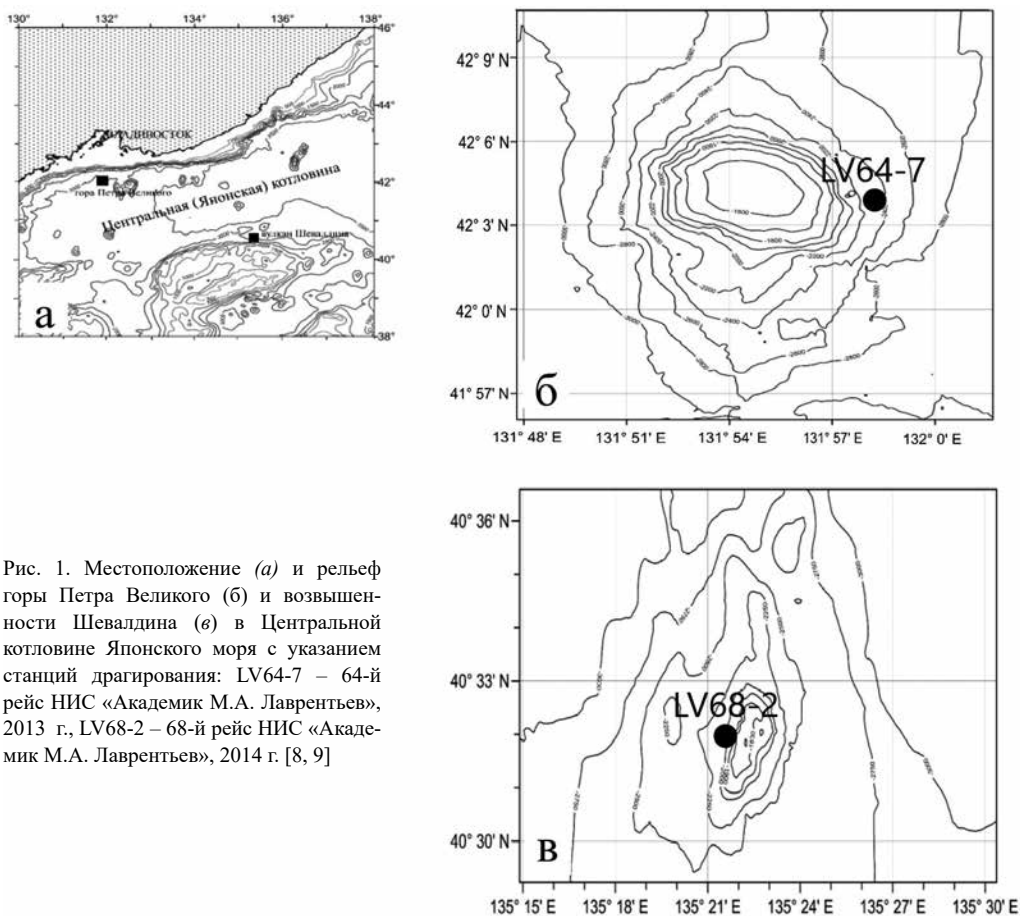 130° 132° 134° 136° 138°
46°
44°
42°
40°
38°
ВЛАДИВОСТОК
гора Петра Великого
Центральная (Японская) котловина
вулкан Шевалдина
а
42° 9' N
42° 6' N
42° 3' N
42° 0' N
41° 57' N
LV64-7
б
131° 48' E 131° 51' E 131° 54' E 131° 57' E 132° 0' E
Рис. 1. Местоположение (а) и рельеф
горы Петра Великого (б) и возвышен-
ности Шевалдина (в) в Центральной
котловине Японского моря с указанием
станций драгирования: LV64-7 – 64-й
рейс НИС «Академик М.А. Лаврентьев»,
2013 г., LV68-2 – 68-й рейс НИС «Акаде-
мик М.А. Лаврентьев», 2014 г. [8, 9]
40° 36' N
40° 33' N
40° 30' N
LV68-2
в
135° 15' E 135° 18' E 135° 21' E 135° 24' E 135° 27' E 135° 30' E